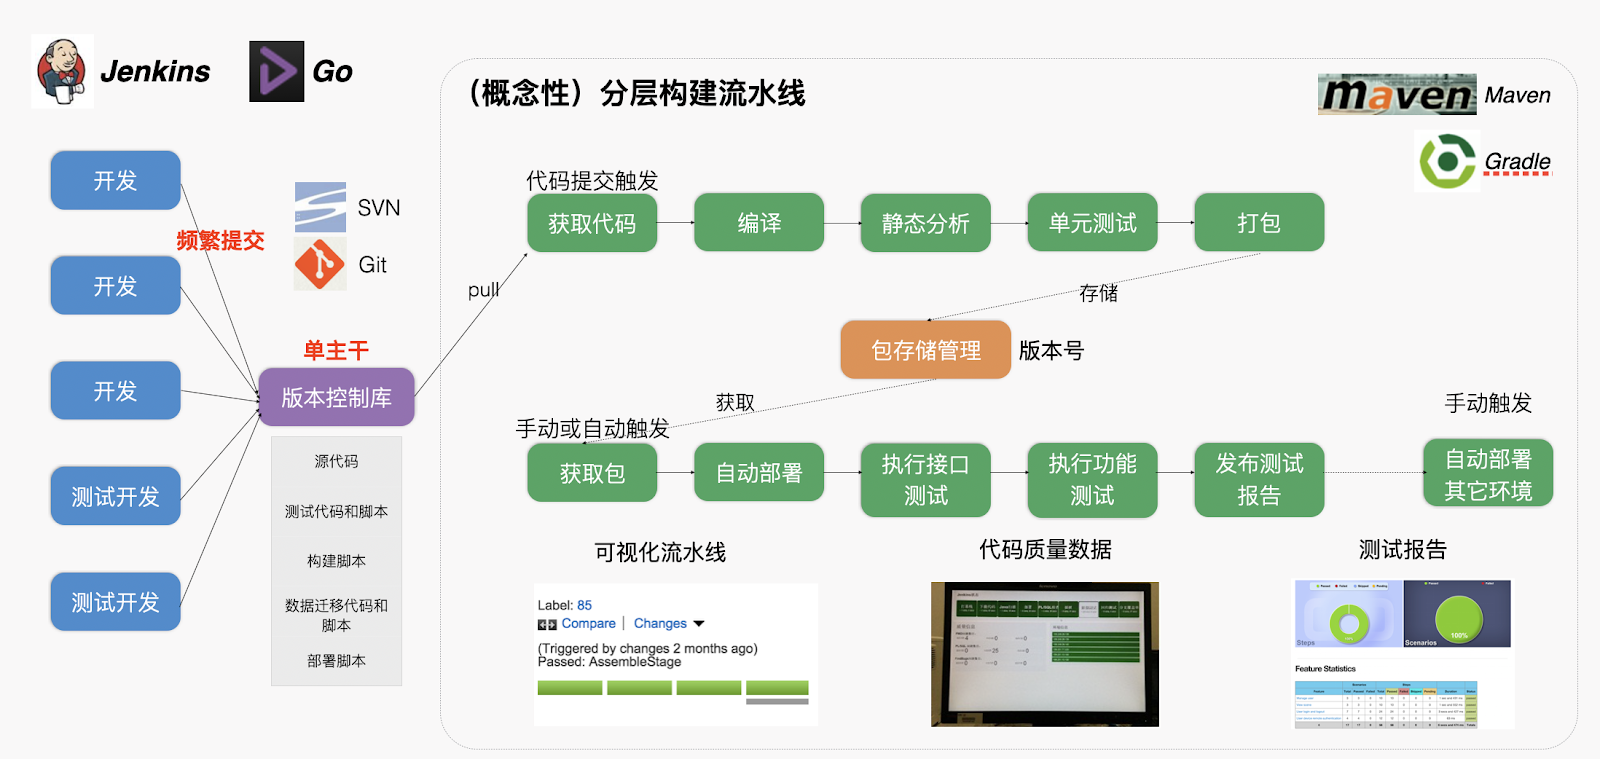 Jenkins
Go
(概念性)分层构建流水线
maven
Maven
Gradle
开发
开发
开发
测试开发
测试开发
频繁提交
SVN
Git
单主干
版本控制库
源代码
测试代码和脚本
构建脚本
数据迁移代码和
脚本
部署脚本
pull
代码提交触发
获取代码
编译
静态分析
单元测试
打包
存储
包存储管理
版本号
获取
手动或自动触发
手动触发
获取包
自动部署
执行接口
测试
执行功能
测试
发布测试
报告
自动部署
其它环境
可视化流水线
代码质量数据
测试报告
Label: 85
Compare
Changes
(Triggered by changes 2 months ago)
Passed: AssembleStage
Steps
Scenarios
100%
Feature Statistics